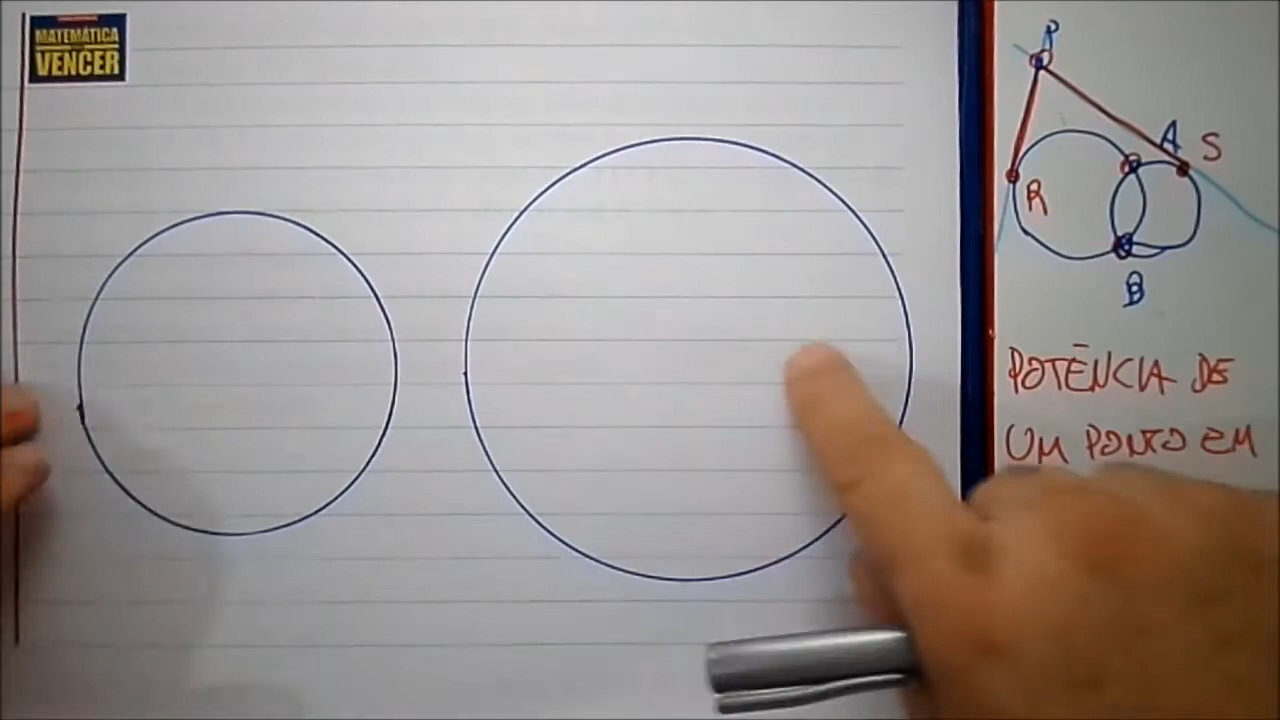 MATEMÁTICA
VENCER
P
A
S
R
B
POTÊNCIA DE
UM PONTO EM